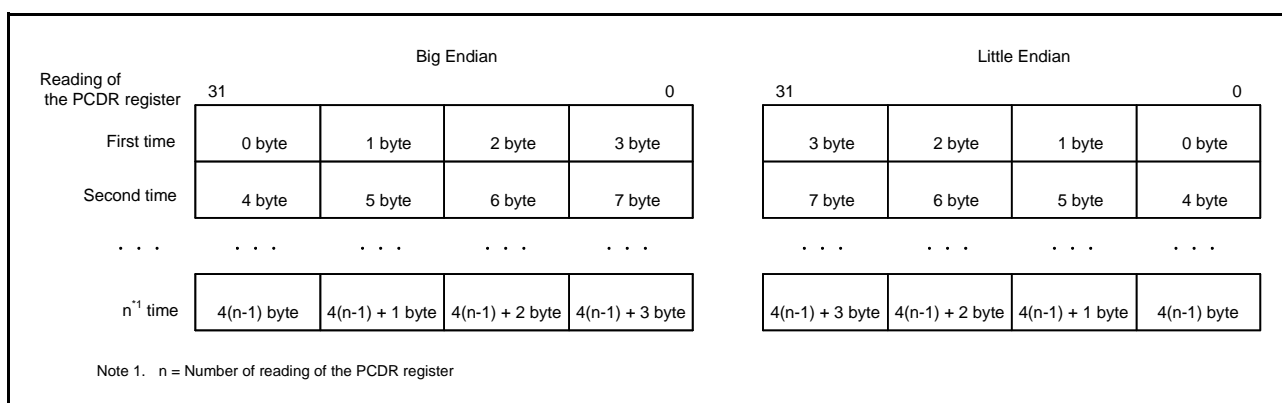 Big Endian Little Endian
Reading of
the PCDR register 31 0 31 0
First time 0 byte 1 byte 2 byte 3 byte 3 byte 2 byte 1 byte 0 byte
Second time 4 byte 5 byte 6 byte 7 byte 7 byte 6 byte 5 byte 4 byte
. . . . . . . . . . . . . . . . . . . . . . . . . . .
n*1 time 4(n-1) byte 4(n-1) + 1 byte 4(n-1) + 2 byte 4(n-1) + 3 byte 4(n-1) + 3 byte 4(n-1) + 2 byte 4(n-1) + 1 byte 4(n-1) byte
Note 1. n = Number of reading of the PCDR register